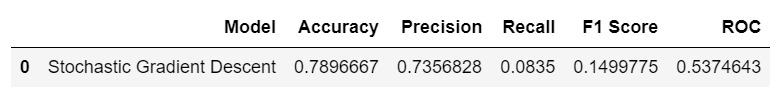 Model Accuracy Precision Recall F1 Score ROC
0 Stochastic Gradient Descent 0.7896667 0.7356828 0.0835 0.1499775 0.5374643